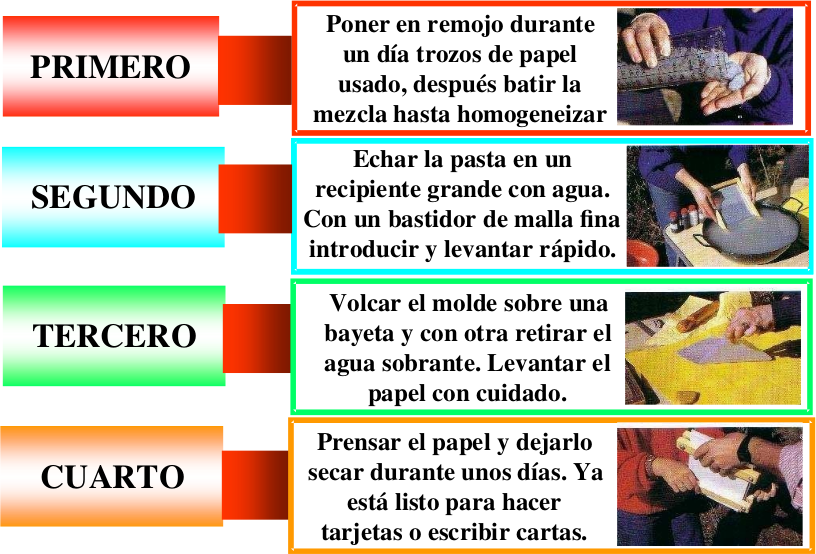 PRIMERO
Poner en remojo durante
un día trozos de papel
usado, después batir la
mezcla hasta homogeneizar
SEGUNDO
Echar la pasta en un
recipiente grande con agua.
Con un bastidor de malla fina
introducir y levantar rápido.
TERCERO
Volcar el molde sobre una
bayeta y con otra retirar el
agua sobrante. Levantar el
papel con cuidado.
CUARTO
Prensar el papel y dejarlo
secar durante unos días. Ya
está listo para hacer
tarjetas o escribir cartas.